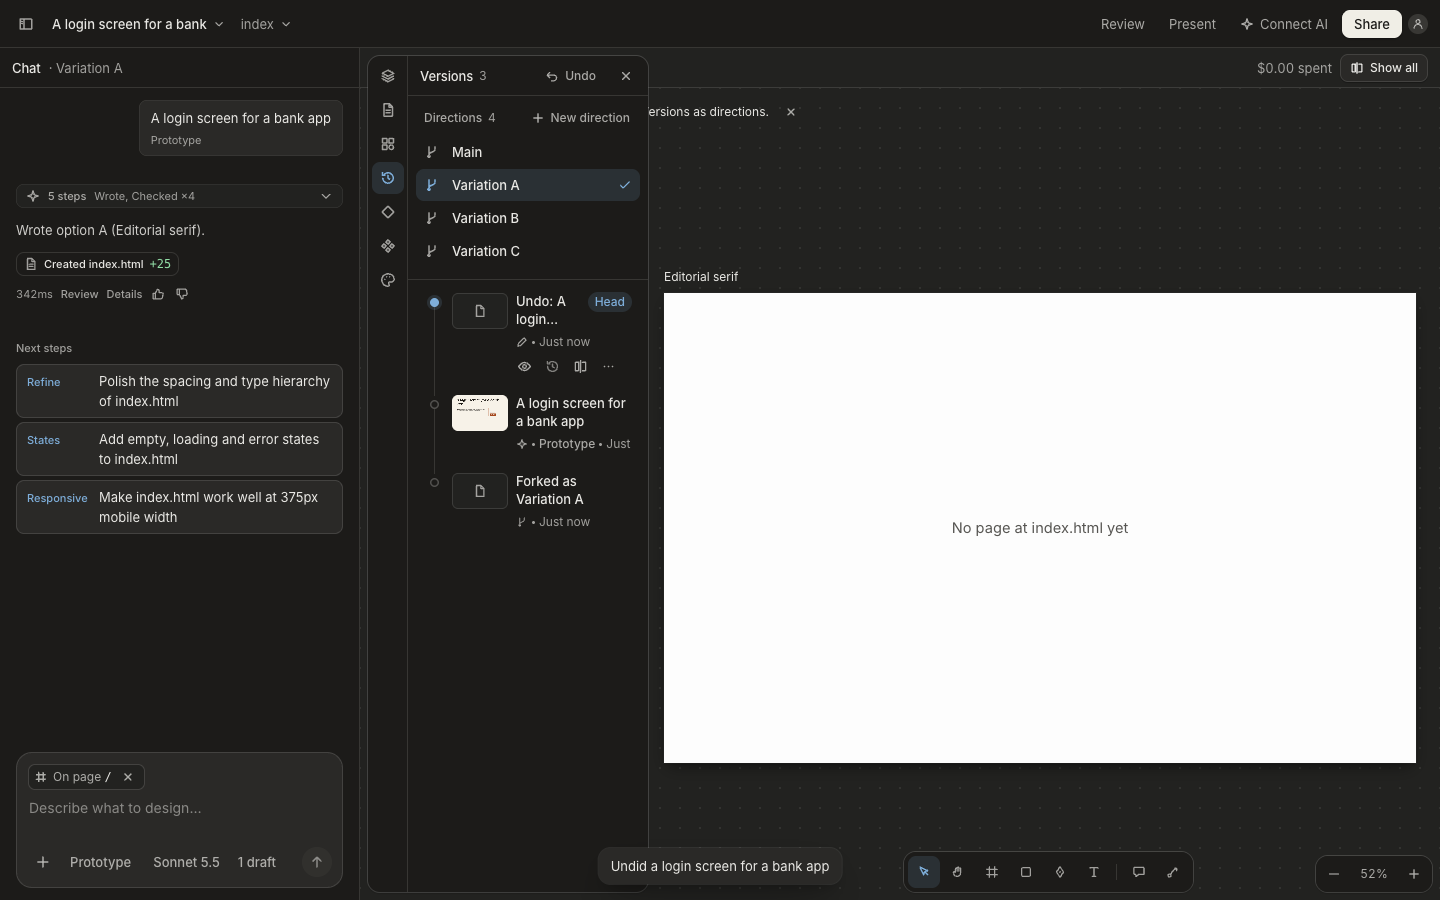 A login screen for a bank
index
Review
Present
Connect AI
Share
Chat · Variation A
Versions 3
Undo
$0.00 spent
Show all
A login screen for a bank app
Prototype
5 steps Wrote, Checked ×4
Wrote option A (Editorial serif).
Created index.html +25
342ms Review Details
Next steps
Refine
Polish the spacing and type hierarchy
of index.html
States
Add empty, loading and error states
to index.html
Responsive
Make index.html work well at 375px
mobile width
On page /
Describe what to design...
Prototype
Sonnet 5.5
1 draft
Directions 4
New direction
Main
Variation A
Variation B
Variation C
Undo: A
login...
Head
• Just now
A login screen for
a bank app
• Prototype • Just
Forked as
Variation A
• Just now
ersions as directions.
Editorial serif
No page at index.html yet
Undid a login screen for a bank app
52%